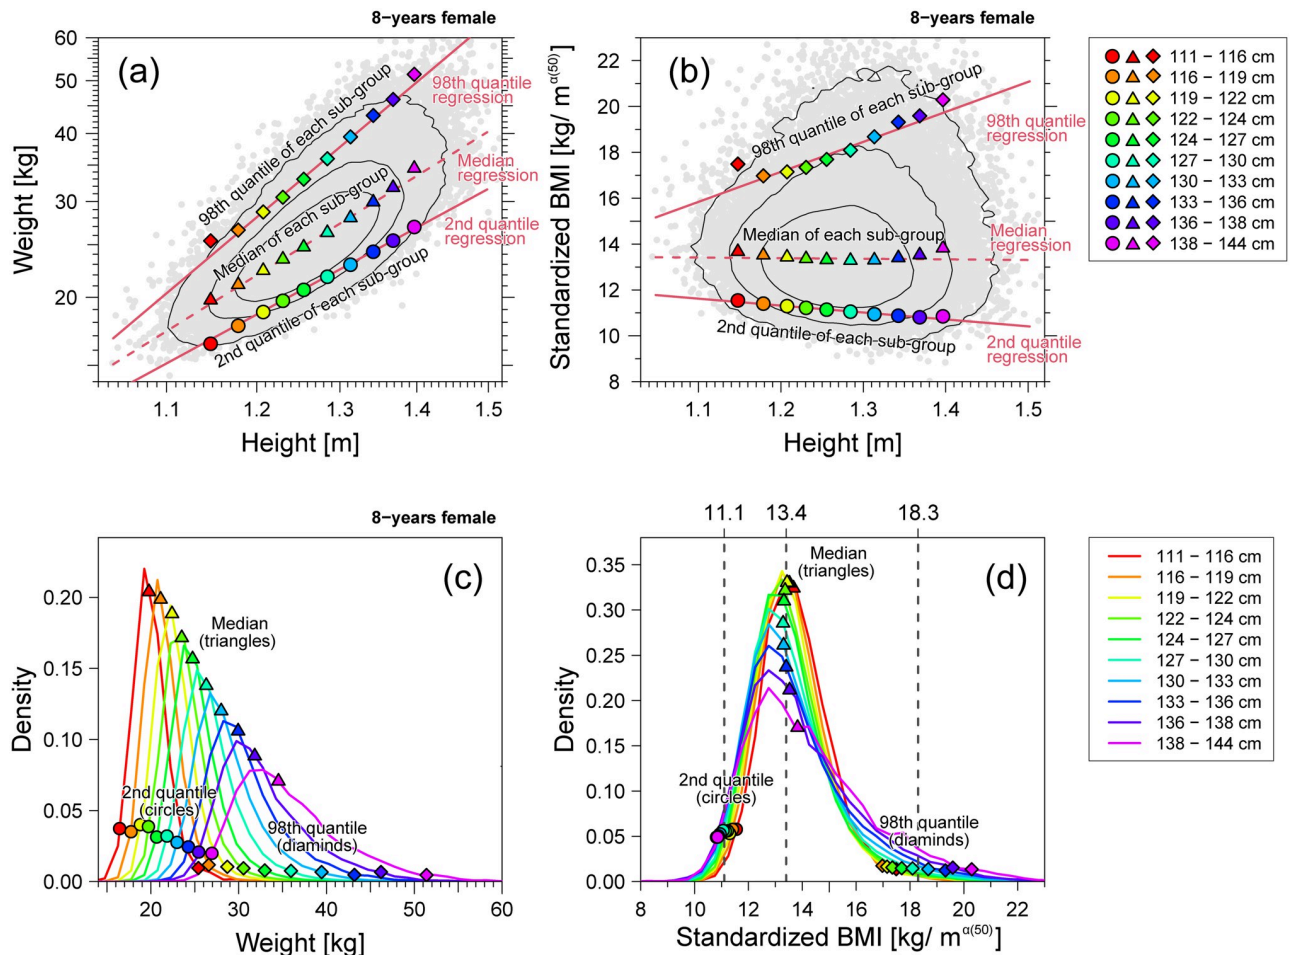 8−years female
(a)
Weight [kg]
60
50
40
30
20
98th quantile of each sub-group
Median of each sub-group
2nd quantile of each sub-group
98th quantile
regression
Median
regression
2nd quantile
regression
1.1
1.2
1.3
1.4
1.5
Height [m]
8−years female
(b)
Standardized BMI [kg/ m^α(50)]
22
20
18
16
14
12
10
8
98th quantile of each sub-group
Median of each sub-group
2nd quantile of each sub-group
98th quantile
regression
Median
regression
2nd quantile
regression
1.1
1.2
1.3
1.4
1.5
Height [m]
111 − 116 cm
116 − 119 cm
119 − 122 cm
122 − 124 cm
124 − 127 cm
127 − 130 cm
130 − 133 cm
133 − 136 cm
136 − 138 cm
138 − 144 cm
8−years female
(c)
Density
0.20
0.15
0.10
0.05
0.00
Median
(triangles)
2nd quantile
(circles)
98th quantile
(diaminds)
20
30
40
50
60
Weight [kg]
11.1
13.4
18.3
(d)
Density
0.35
0.30
0.25
0.20
0.15
0.10
0.05
0.00
Median
(triangles)
2nd quantile
(circles)
98th quantile
(diaminds)
8
10
12
14
16
18
20
22
Standardized BMI [kg/ m^α(50)]
111 − 116 cm
116 − 119 cm
119 − 122 cm
122 − 124 cm
124 − 127 cm
127 − 130 cm
130 − 133 cm
133 − 136 cm
136 − 138 cm
138 − 144 cm